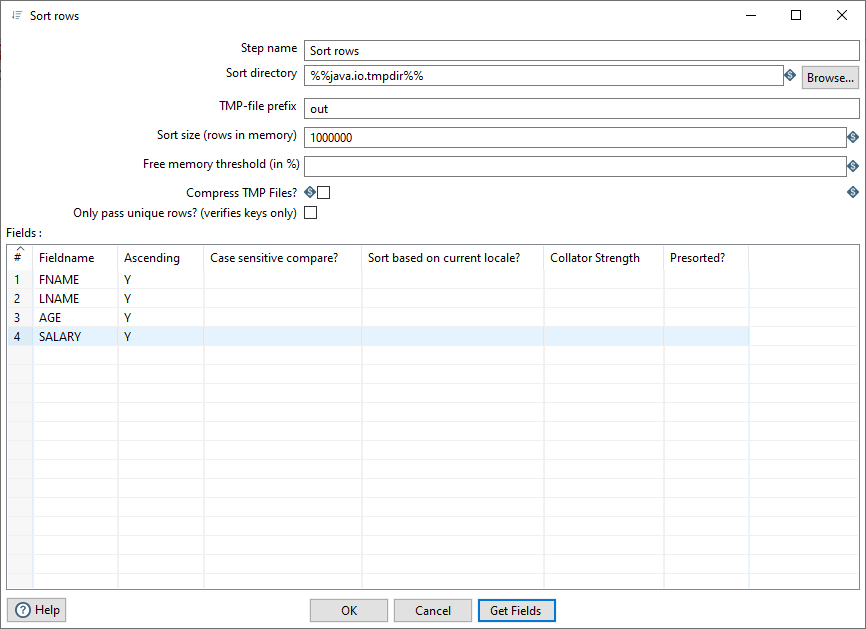 Sort rows
Step name Sort rows
Sort directory %%java.io.tmpdir%% Browse...
TMP-file prefix out
Sort size (rows in memory) 1000000
Free memory threshold (in %)
Compress TMP Files?
Only pass unique rows? (verifies keys only)
Fields :
# Fieldname Ascending Case sensitive compare? Sort based on current locale? Collator Strength Presorted?
1 FNAME Y
2 LNAME Y
3 AGE Y
4 SALARY Y
Help OK Cancel Get Fields